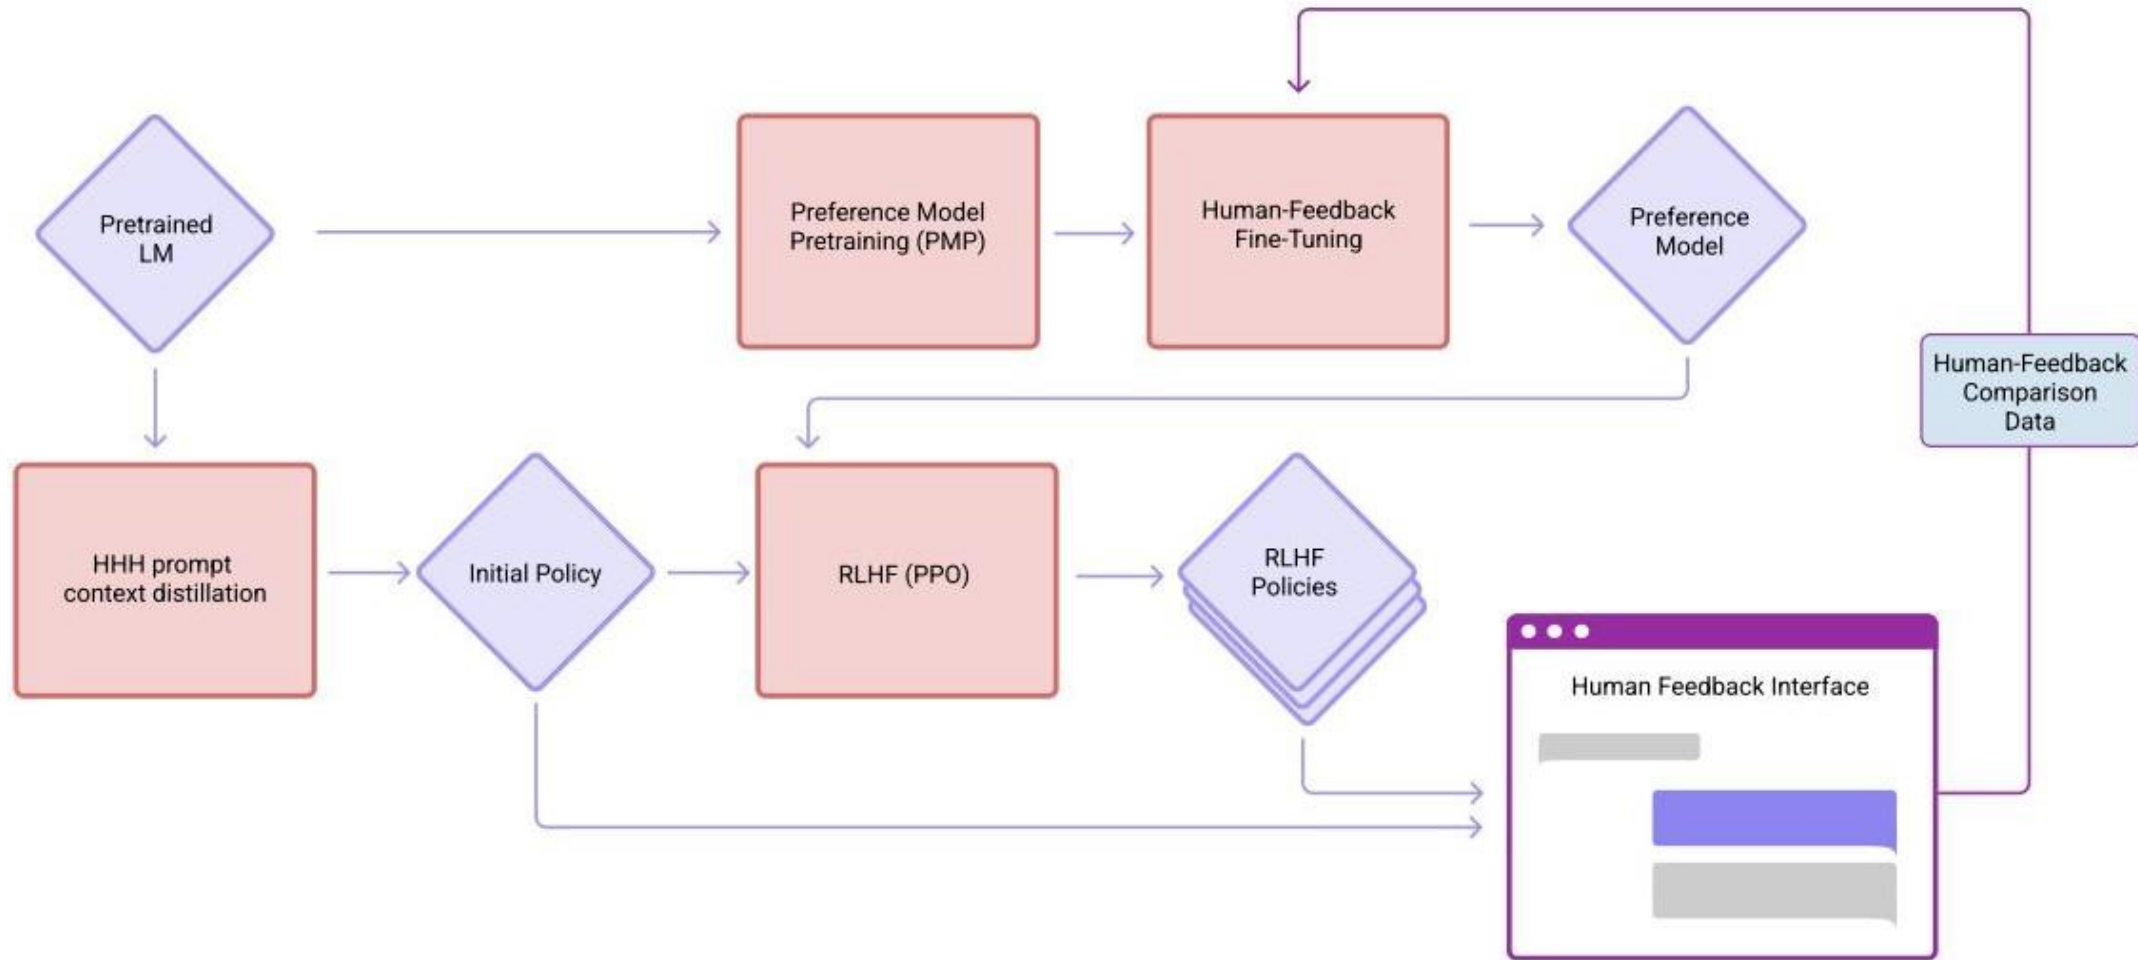 Pretrained
LM
Preference Model
Pretraining (PMP)
Human-Feedback
Fine-Tuning
Preference
Model
Human-Feedback
Comparison
Data
HHH prompt
context distillation
Initial Policy
RLHF (PPO)
RLHF
Policies
Human Feedback Interface